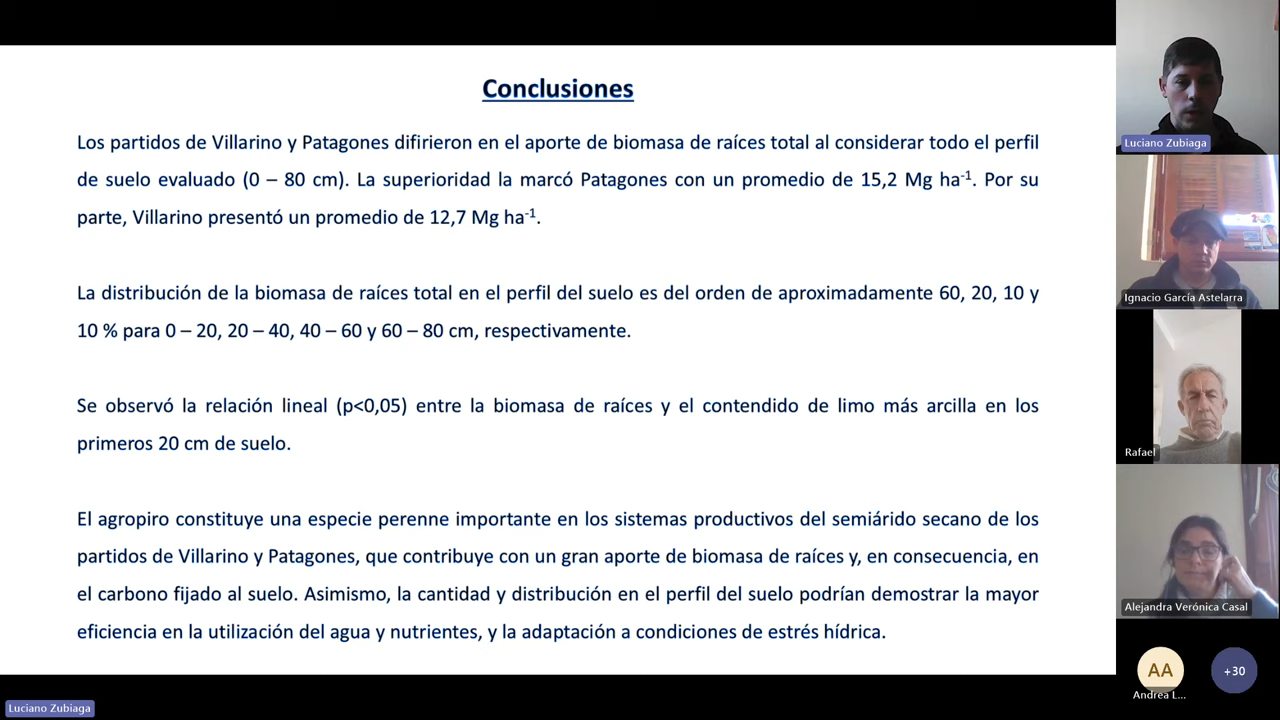 Conclusiones
Los partidos de Villarino y Patagones difirieron en el aporte de biomasa de raíces total al considerar todo el perfil
de suelo evaluado (0 – 80 cm). La superioridad la marcó Patagones con un promedio de 15,2 Mg ha⁻¹. Por su
parte, Villarino presentó un promedio de 12,7 Mg ha⁻¹.
La distribución de la biomasa de raíces total en el perfil del suelo es del orden de aproximadamente 60, 20, 10 y
10 % para 0 – 20, 20 – 40, 40 – 60 y 60 – 80 cm, respectivamente.
Se observó la relación lineal (p<0,05) entre la biomasa de raíces y el contendido de limo más arcilla en los
primeros 20 cm de suelo.
El agropiro constituye una especie perenne importante en los sistemas productivos del semiárido secano de los
partidos de Villarino y Patagones, que contribuye con un gran aporte de biomasa de raíces y, en consecuencia, en
el carbono fijado al suelo. Asimismo, la cantidad y distribución en el perfil del suelo podrían demostrar la mayor
eficiencia en la utilización del agua y nutrientes, y la adaptación a condiciones de estrés hídrica.
Luciano Zubiaga
Ignacio García Astelarra
Rafael
Alejandra Verónica Casal
AA
Andrea L...
+30
Luciano Zubiaga